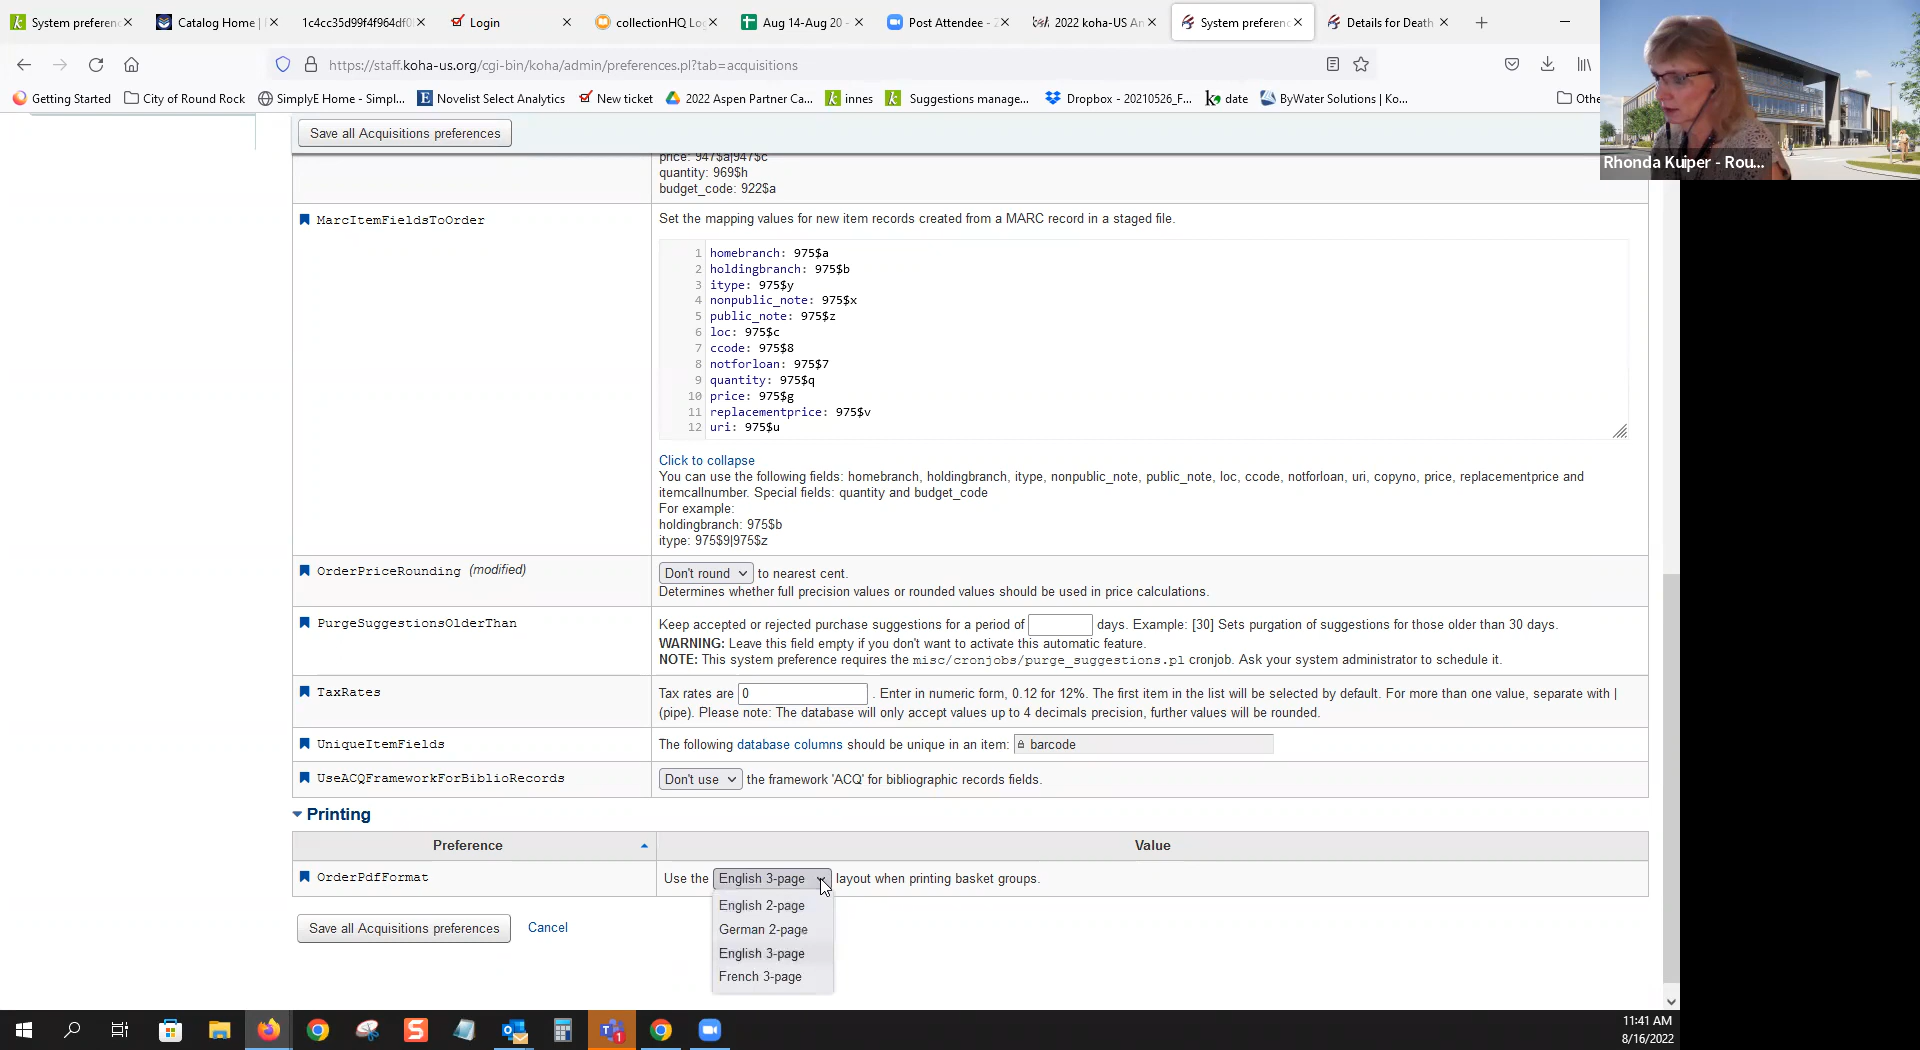 System preferenc
Catalog Home |
1c4cc35d99f4f964df0
Login
collectionHQ Lo
Aug 14-Aug 20 -
Post Attendee - Z
2022 koha-US An
System preferenc
Details for Death
https://staff.koha-us.org/cgi-bin/koha/admin/preferences.pl?tab=acquisitions
Getting Started
City of Round Rock
SimplyE Home - Simpl...
Novelist Select Analytics
New ticket
2022 Aspen Partner Ca...
innes
Suggestions manage...
Dropbox - 20210526_F...
date
ByWater Solutions | Ko...
Othe
Save all Acquisitions preferences
Rhonda Kuiper - Rou...
price: 947$a|947$c
quantity: 969$h
budget_code: 922$a
MarcItemFieldsToOrder
Set the mapping values for new item records created from a MARC record in a staged file.
1 homebranch: 975$a
2 holdingbranch: 975$b
3 itype: 975$y
4 nonpublic_note: 975$x
5 public_note: 975$z
6 loc: 975$c
7 ccode: 975$8
8 notforloan: 975$7
9 quantity: 975$q
10 price: 975$g
11 replacementprice: 975$v
12 uri: 975$u
Click to collapse
You can use the following fields: homebranch, holdingbranch, itype, nonpublic_note, public_note, loc, ccode, notforloan, uri, copyno, price, replacementprice and
itemcallnumber. Special fields: quantity and budget_code
For example:
holdingbranch: 975$b
itype: 975$9|975$z
OrderPriceRounding (modified)
Don't round to nearest cent.
Determines whether full precision values or rounded values should be used in price calculations.
PurgeSuggestionsOlderThan
Keep accepted or rejected purchase suggestions for a period of days. Example: [30] Sets purgation of suggestions for those older than 30 days.
WARNING: Leave this field empty if you don't want to activate this automatic feature.
NOTE: This system preference requires the misc/cronjobs/purge_suggestions.pl cronjob. Ask your system administrator to schedule it.
TaxRates
Tax rates are 0 . Enter in numeric form, 0.12 for 12%. The first item in the list will be selected by default. For more than one value, separate with |
(pipe). Please note: The database will only accept values up to 4 decimals precision, further values will be rounded.
UniqueItemFields
The following database columns should be unique in an item: barcode
UseACQFrameworkForBiblioRecords
Don't use the framework 'ACQ' for bibliographic records fields.
Printing
Preference
Value
OrderPdfFormat
Use the English 3-page layout when printing basket groups.
English 2-page
German 2-page
English 3-page
French 3-page
Save all Acquisitions preferences
Cancel
11:41 AM
8/16/2022